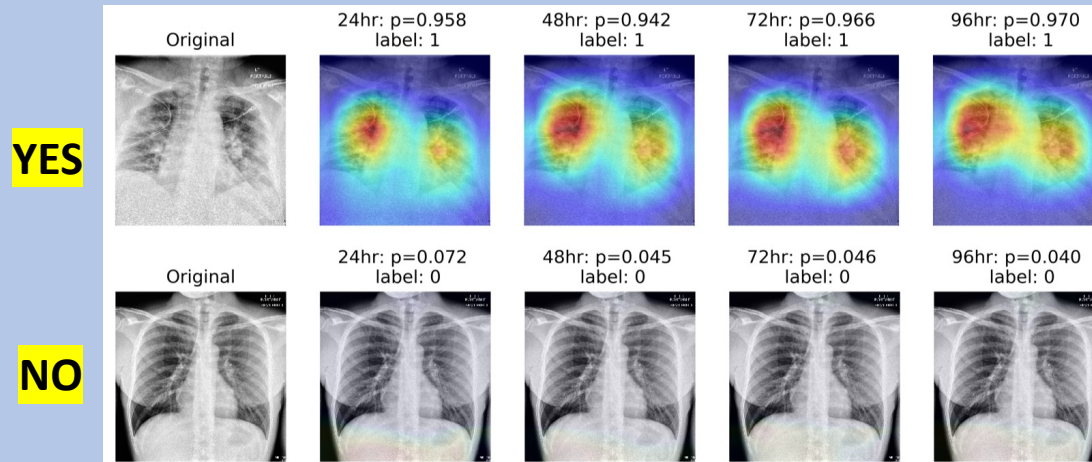 Original
24hr: p=0.958
label: 1
48hr: p=0.942
label: 1
72hr: p=0.966
label: 1
96hr: p=0.970
label: 1
YES
Original
24hr: p=0.072
label: 0
48hr: p=0.045
label: 0
72hr: p=0.046
label: 0
96hr: p=0.040
label: 0
NO